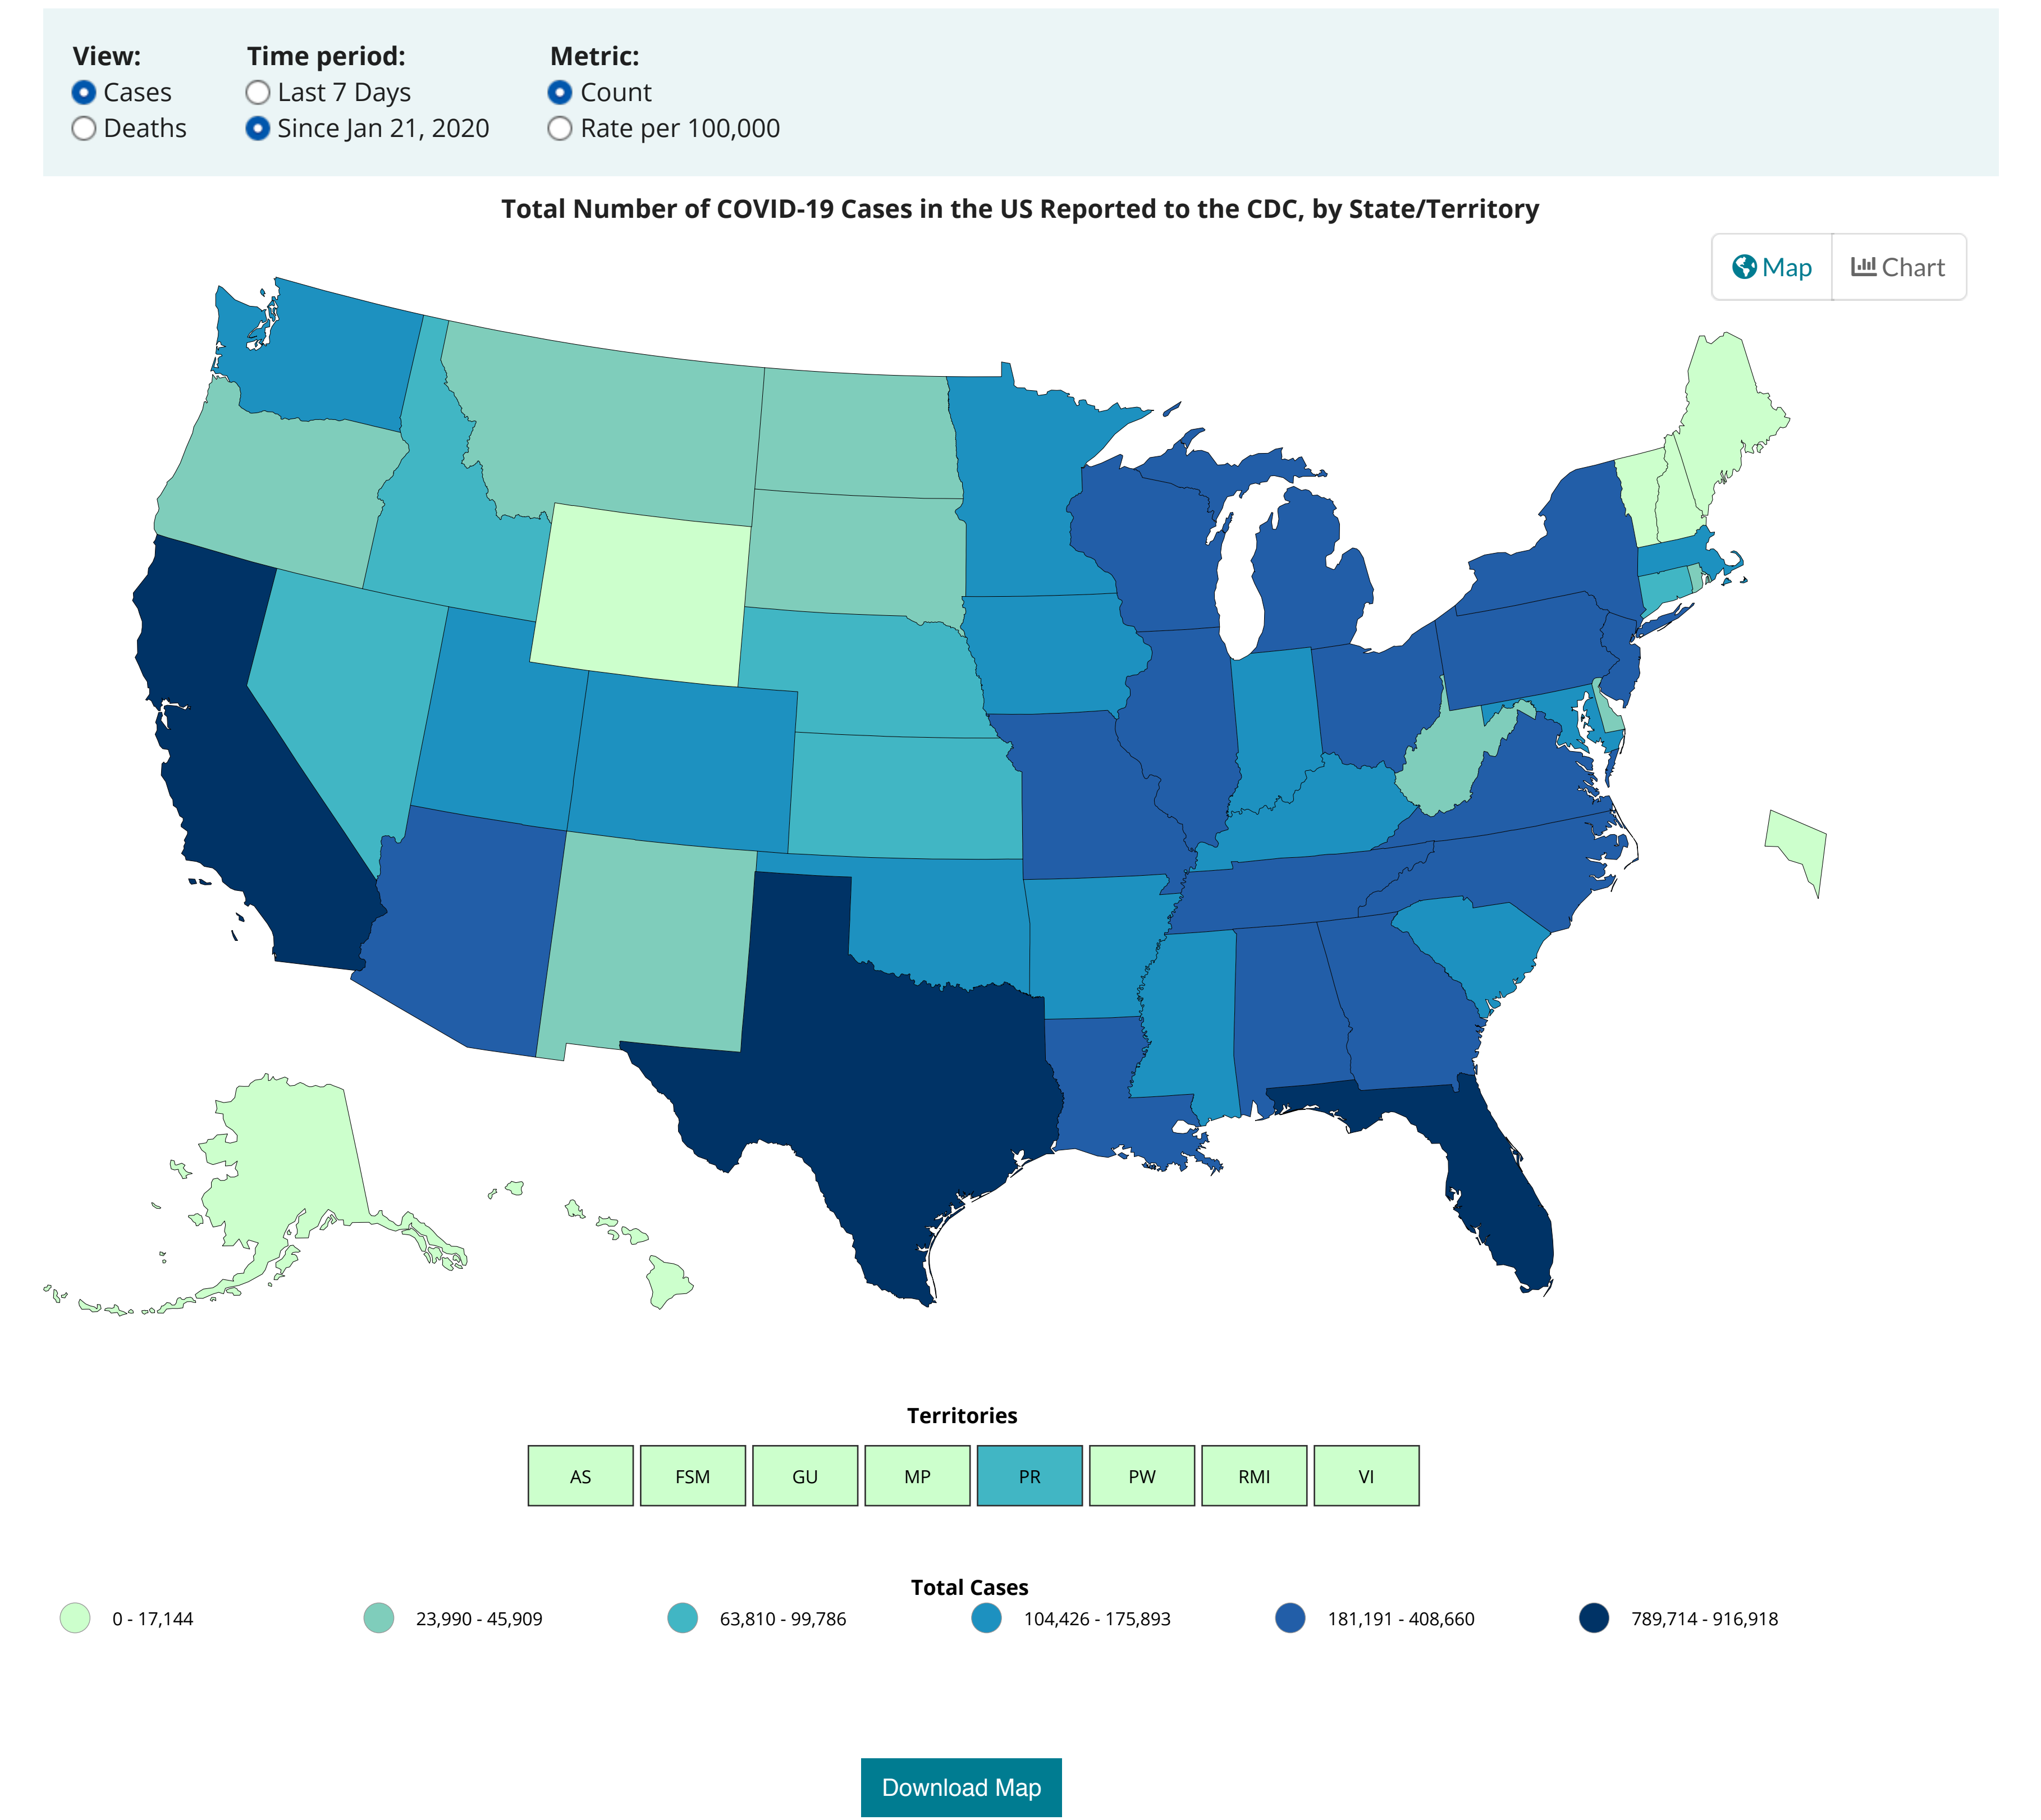 View:
Cases
Deaths
Time period:
Last 7 Days
Since Jan 21, 2020
Metric:
Count
Rate per 100,000
Total Number of COVID-19 Cases in the US Reported to the CDC, by State/Territory
Map
Chart
Territories
AS FSM GU MP PR PW RMI VI
Total Cases
0 - 17,144
23,990 - 45,909
63,810 - 99,786
104,426 - 175,893
181,191 - 408,660
789,714 - 916,918
Download Map